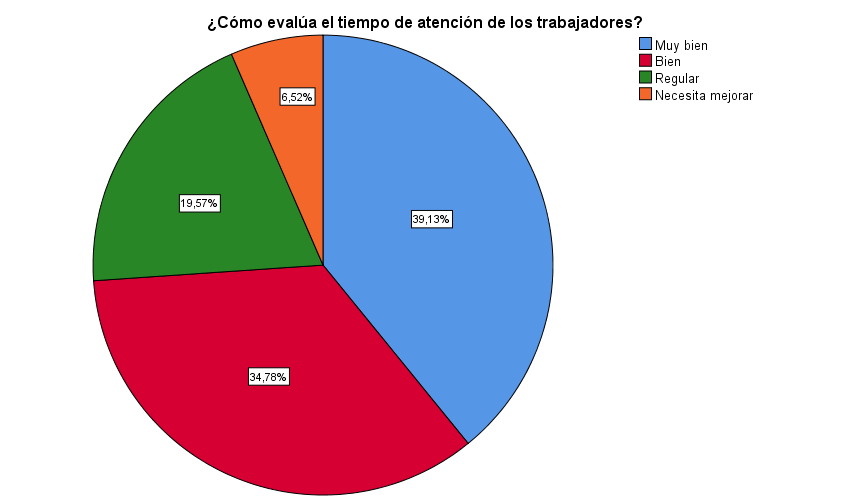 ¿Cómo evalúa el tiempo de atención de los trabajadores?
Muy bien
Bien
Regular
Necesita mejorar
6,52%
19,57%
39,13%
34,78%